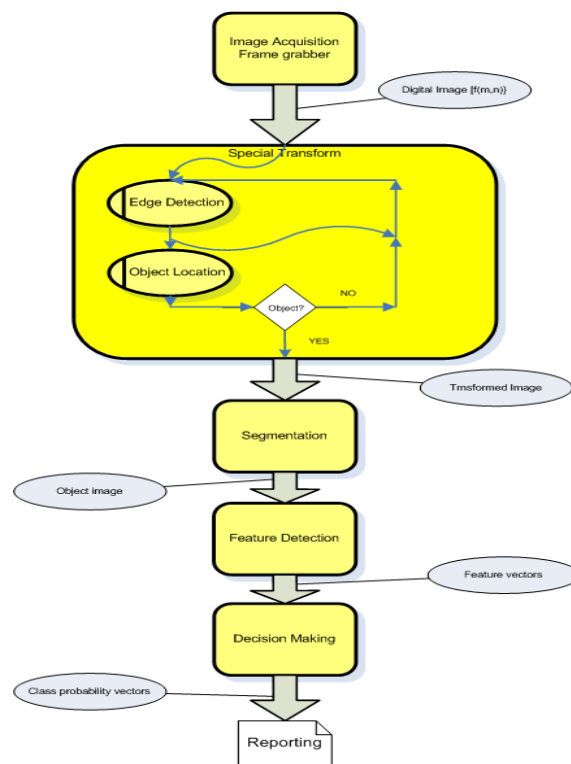 Image Acquisition
Frame grabber
Digital Image [f(m,n)}
Special Transform
Edge Detection
Object Location
Object?
NO
YES
Trnsformed Image
Segmentation
Object image
Feature Detection
Feature vectors
Decision Making
Class probability vectors
Reporting